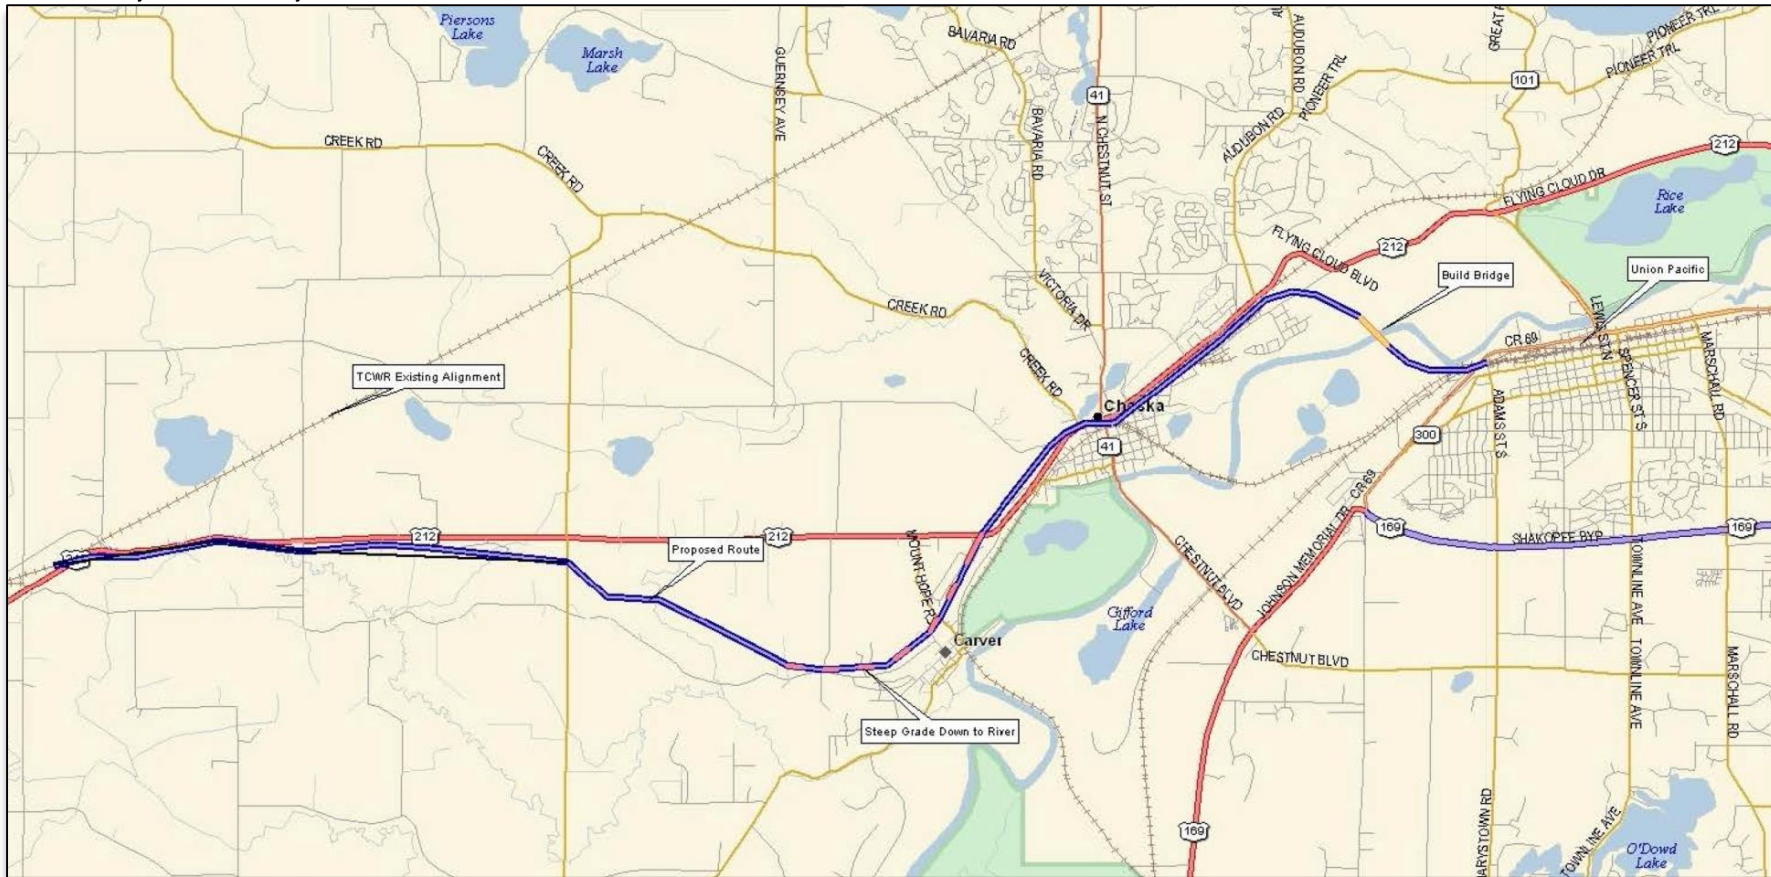 Piersons
Lake
Marsh
Lake
BAVARIA RD
GUERNSEY AVE
41
N CHESTNUT ST
AUDUBON RD
PIONEER TRL
PIONEER TRL
PIONEER TRL
101
CREEK RD
CREEK RD
BAVARIA RD
AUDUBON RD
212
FLYING CLOUD DR
Rice
Lake
FLYING CLOUD BLVD
212
Build Bridge
Union Pacific
VICTORIA DR
CREEK RD
CREEK RD
LEWIS ST N
CR 69
SPENCER ST S
MARSCHALL RD
TCWR Existing Alignment
Chaska
41
ADAMS ST S
300
CR 69
212
212
212
169
SHAKOPEE BYP
169
Proposed Route
MOUNT HOPE RD
CHESTNUT BLVD
JOHNSON MEMORIAL DR
TOWNLINE AVE
TOWNLINE AVE
Gifford
Lake
Carver
CHESTNUT BLVD
MARSCHALL RD
Steep Grade Down to River
169
MARYSTOWN RD
TOWNLINE AVE
O'Dowd
Lake